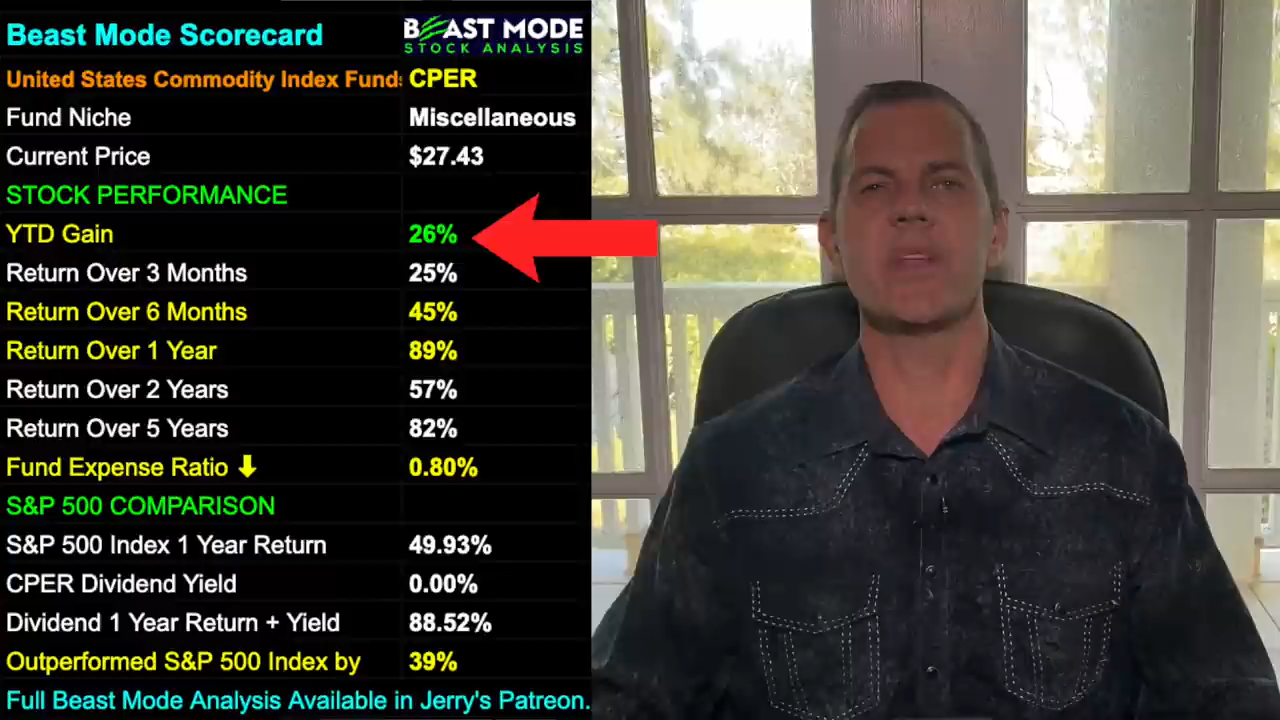 Beast Mode Scorecard
BEAST MODE
STOCK ANALYSIS
United States Commodity Index Funds CPER
Fund Niche Miscellaneous
Current Price $27.43
STOCK PERFORMANCE
YTD Gain 26%
Return Over 3 Months 25%
Return Over 6 Months 45%
Return Over 1 Year 89%
Return Over 2 Years 57%
Return Over 5 Years 82%
Fund Expense Ratio 0.80%
S&P 500 COMPARISON
S&P 500 Index 1 Year Return 49.93%
CPER Dividend Yield 0.00%
Dividend 1 Year Return + Yield 88.52%
Outperformed S&P 500 Index by 39%
Full Beast Mode Analysis Available in Jerry's Patreon.